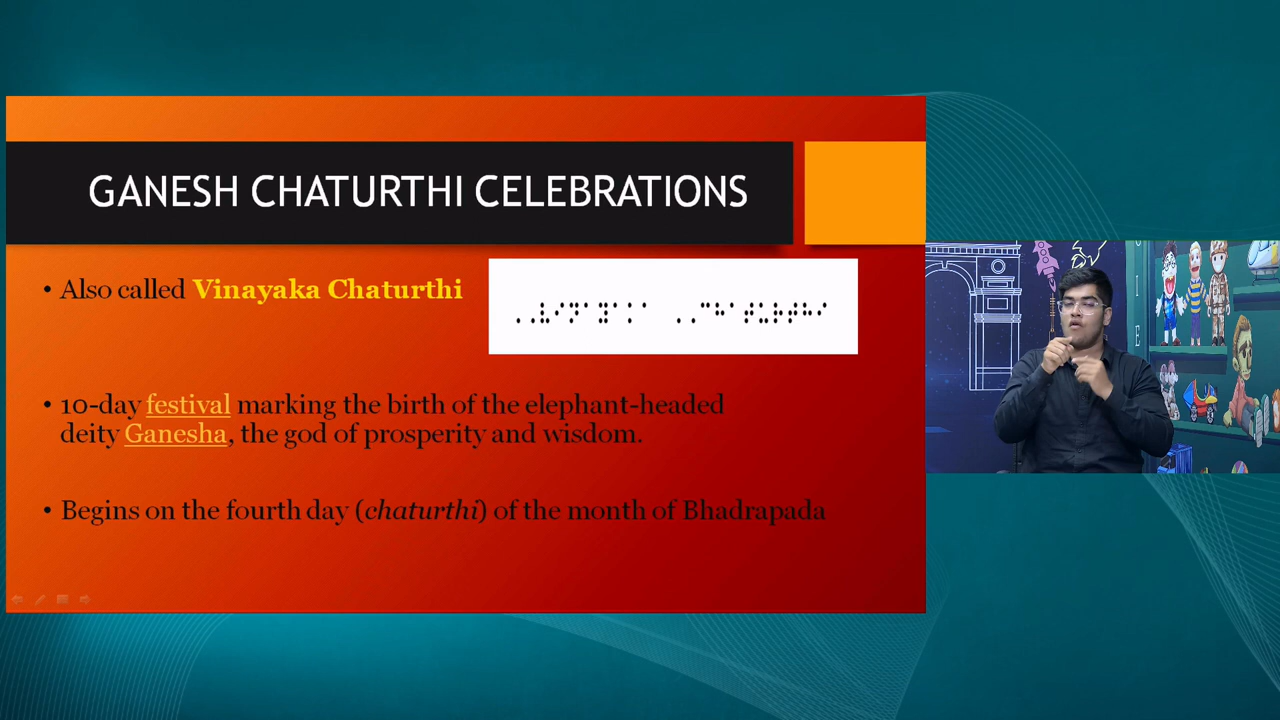 GANESH CHATURTHI CELEBRATIONS
• Also called Vinayaka Chaturthi
⠠⠠⠧⠊⠝⠁⠽⠁⠅⠁ ⠠⠠⠉⠓⠁⠞⠥⠗⠞⠓⠊
• 10-day festival marking the birth of the elephant-headed
deity Ganesha, the god of prosperity and wisdom.
• Begins on the fourth day (chaturthi) of the month of Bhadrapada